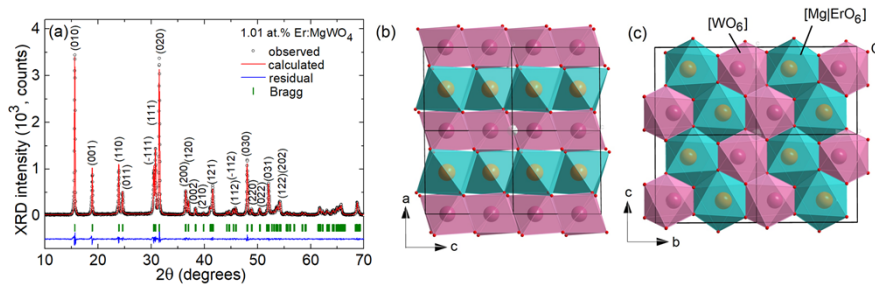 (a)
1.01 at.% Er:MgWO4
observed
calculated
residual
Bragg
(010)
(001)
(110)
(011)
(-111)
(111)
(020)
(200)
(120)
(002)
(210)
(121)
(112)
(-112)
(030)
(220)
(022)
(031)
(122)(202)
XRD intensity (10³, counts)
4
3
2
1
0
10 20 30 40 50 60 70
2θ (degrees)
(b)
a
c
(c)
[WO6]
[Mg|ErO6]
c
b